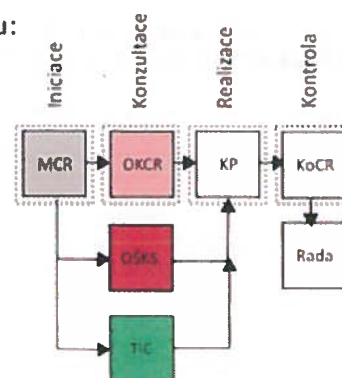 u:
Iniciace
Konzultace
Realizace
Kontrola
MCR
OKCR
KP
KoCR
OŠKS
Rada
TIC